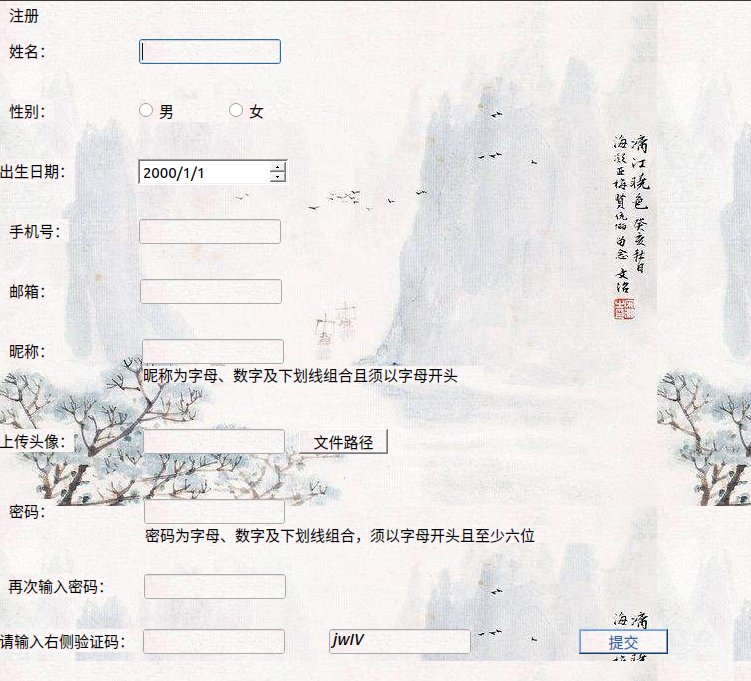 注册
姓名：
性别： 男 女
出生日期： 2000/1/1
手机号：
邮箱：
昵称：
昵称为字母、数字及下划线组合且须以字母开头
上传头像： 文件路径
密码：
密码为字母、数字及下划线组合，须以字母开头且至少六位
再次输入密码：
请输入右侧验证码： jwIV 提交